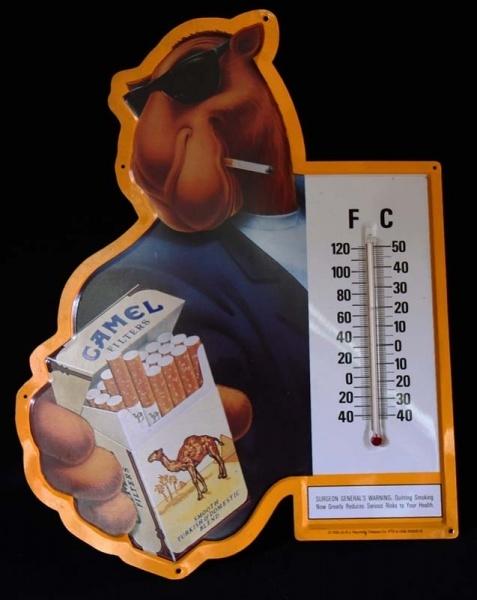 CAMEL
FILTERS
FILTERS
SMOOTH
TURKISH & DOMESTIC
BLEND
F C
120 50
100 40
80 30
60 20
40 10
20 0
0 10
20 20
20 30
40 40
SURGEON GENERAL'S WARNING: Quitting Smoking
Now Greatly Reduces Serious Risks to Your Health.